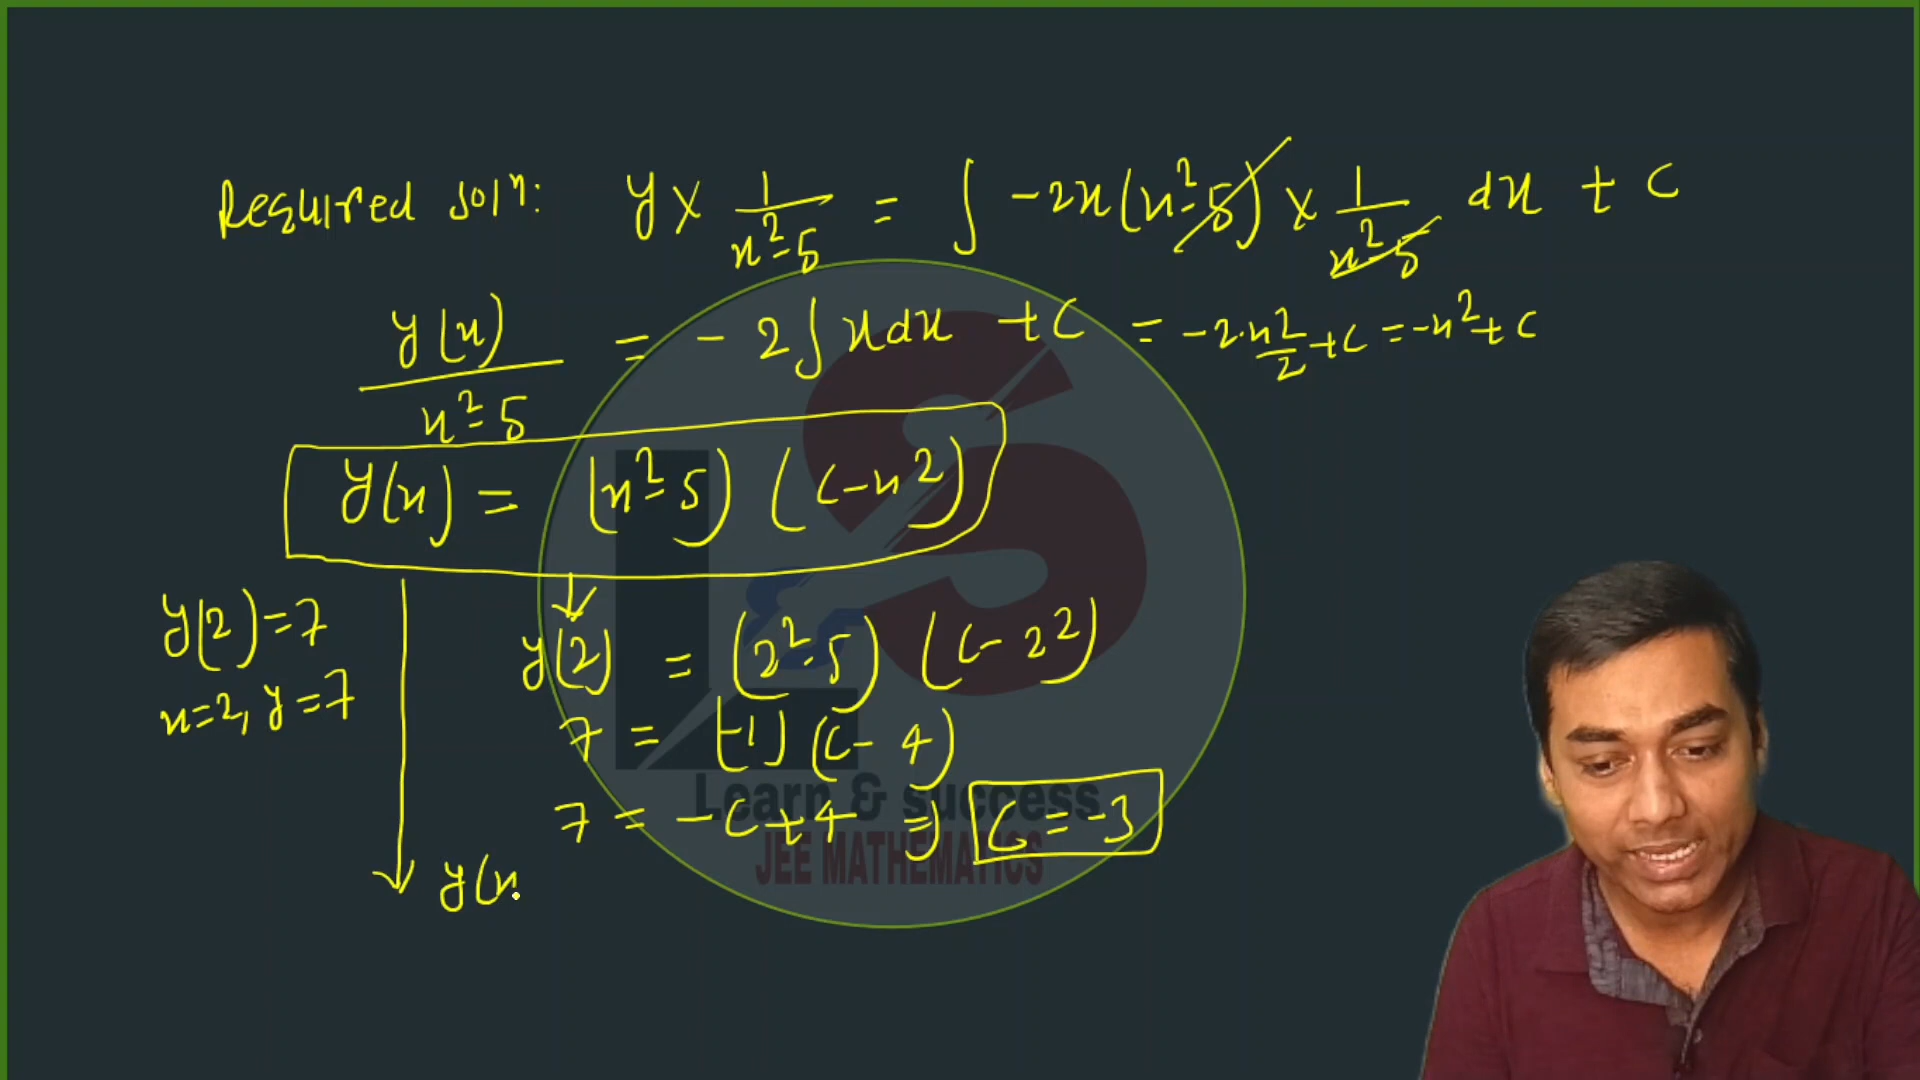 Required solⁿ: y × 1/(x²-5) = ∫ -2x(x²-5) × 1/(x²-5) dx + C
y(x)/(x²-5) = -2∫xdx + C = -2·x²/2 + C = -x² + C
y(x) = (x²-5) (C-x²)
y(2)=7
x=2, y=7
y(2) = (2²-5) (C-2²)
7 = (-1) (C-4)
7 = -C+4 ⇒ C = -3
y(x
Learn & success
JEE MATHEMATICS